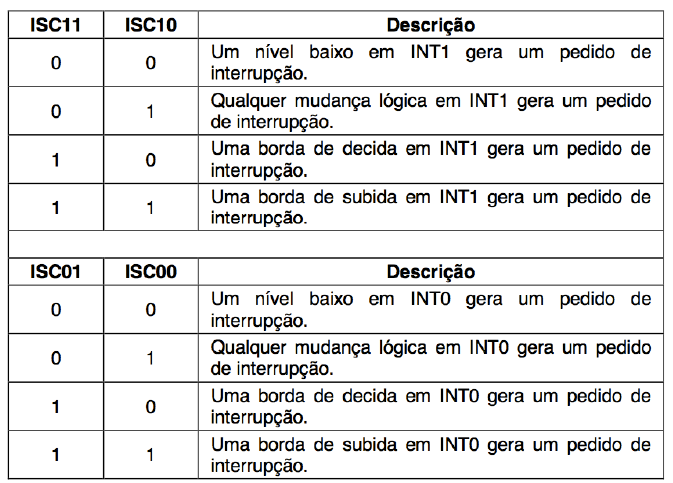 ISC11 ISC10 Descrição
0 0 Um nível baixo em INT1 gera um pedido de
interrupção.
0 1 Qualquer mudança lógica em INT1 gera um pedido
de interrupção.
1 0 Uma borda de decida em INT1 gera um pedido de
interrupção.
1 1 Uma borda de subida em INT1 gera um pedido de
interrupção.
ISC01 ISC00 Descrição
0 0 Um nível baixo em INT0 gera um pedido de
interrupção.
0 1 Qualquer mudança lógica em INT0 gera um pedido
de interrupção.
1 0 Uma borda de decida em INT0 gera um pedido de
interrupção.
1 1 Uma borda de subida em INT0 gera um pedido de
interrupção.